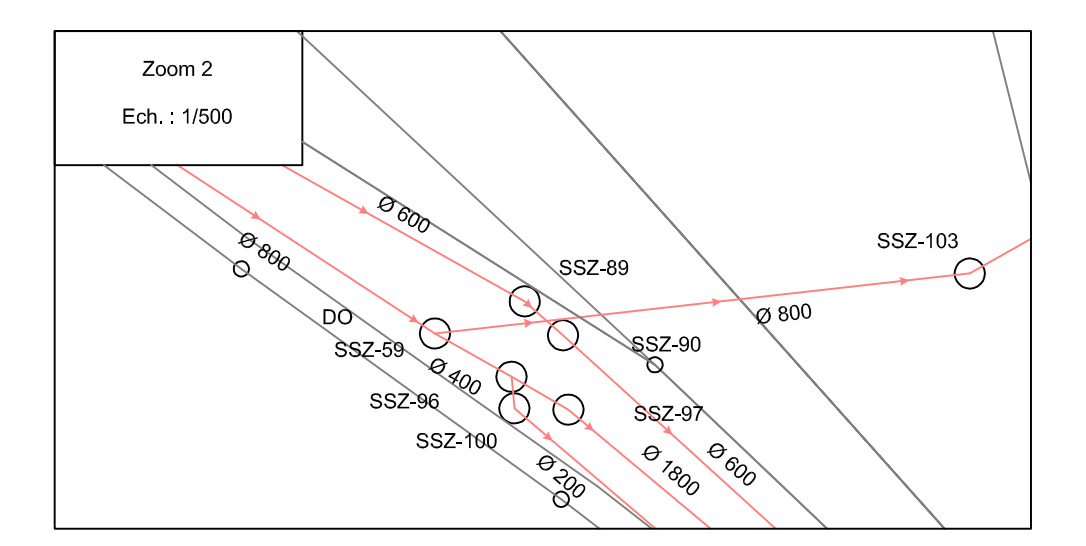 Zoom 2
Ech. : 1/500
Ø 600
SSZ-103
Ø 800
SSZ-89
DO
Ø 800
SSZ-59
SSZ-90
Ø 400
SSZ-96
SSZ-97
SSZ-100
Ø 200
Ø 1800
Ø 600